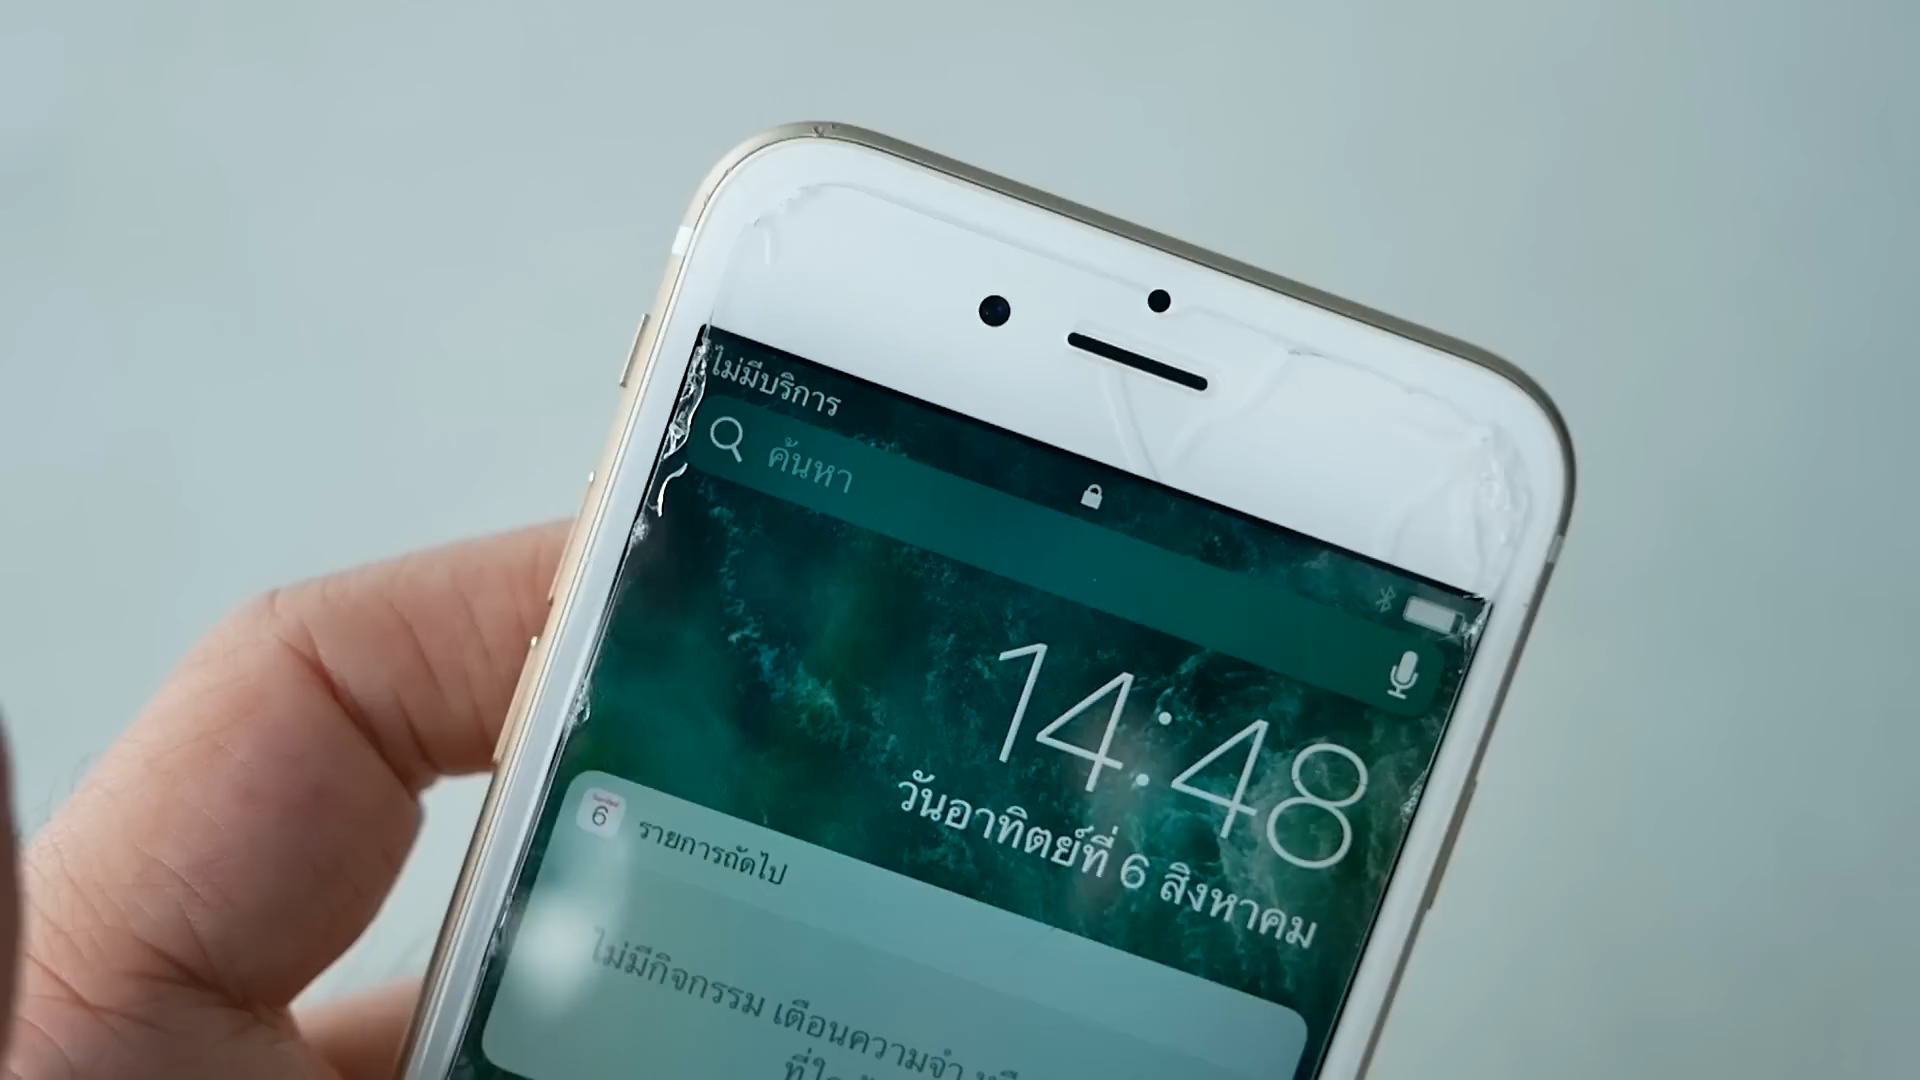 ไม่มีบริการ
ค้นหา
14:48
วันอาทิตย์ที่ 6 สิงหาคม
6
รายการถัดไป
ไม่มีกิจกรรม เตือนความจำ